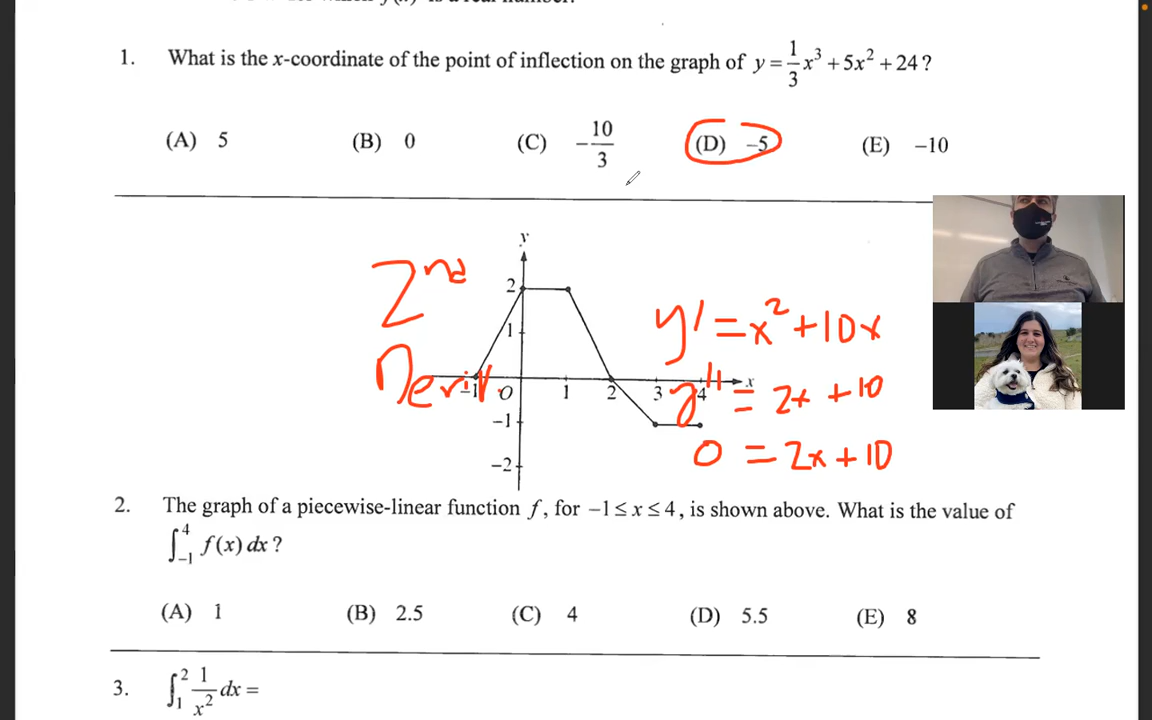 1. What is the x-coordinate of the point of inflection on the graph of y = 1/3 x³ + 5x² + 24 ?
(A) 5 (B) 0 (C) −10/3 (D) −5 (E) −10
y
2nd
2
y' = x² + 10x
1
Deriv
−1 O 1 2 3 4 x
y'' = 2x + 10
−1
0 = 2x + 10
−2
2. The graph of a piecewise-linear function f, for −1 ≤ x ≤ 4, is shown above. What is the value of
∫₋₁⁴ f(x) dx ?
(A) 1 (B) 2.5 (C) 4 (D) 5.5 (E) 8
3. ∫₁² 1/x² dx =